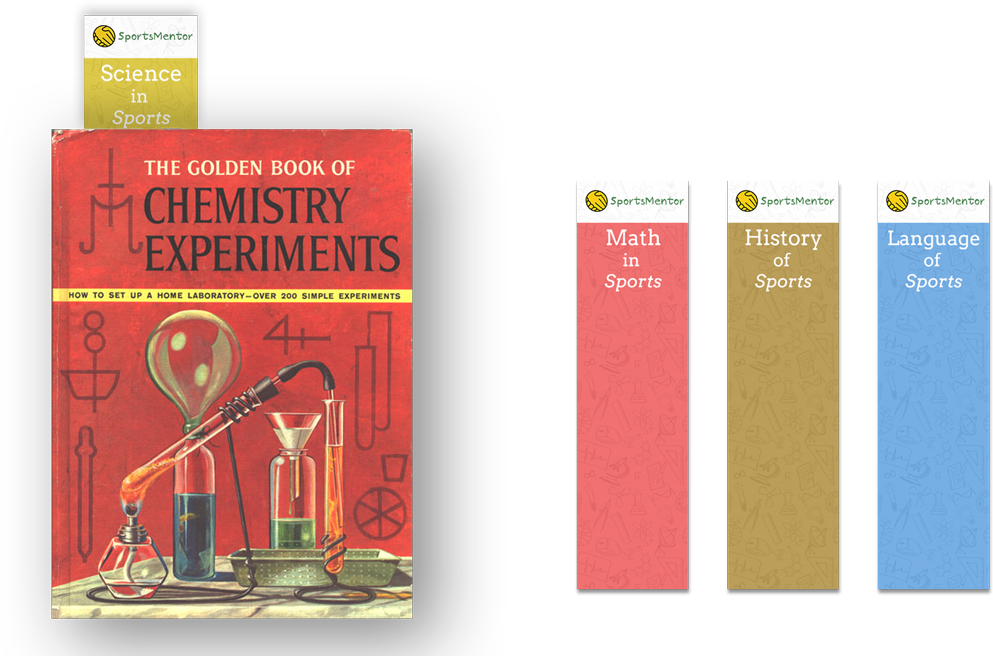 SportsMentor
Science
in
Sports
THE GOLDEN BOOK OF
CHEMISTRY
EXPERIMENTS
HOW TO SET UP A HOME LABORATORY—OVER 200 SIMPLE EXPERIMENTS
SportsMentor
Math
in
Sports
SportsMentor
History
of
Sports
SportsMentor
Language
of
Sports